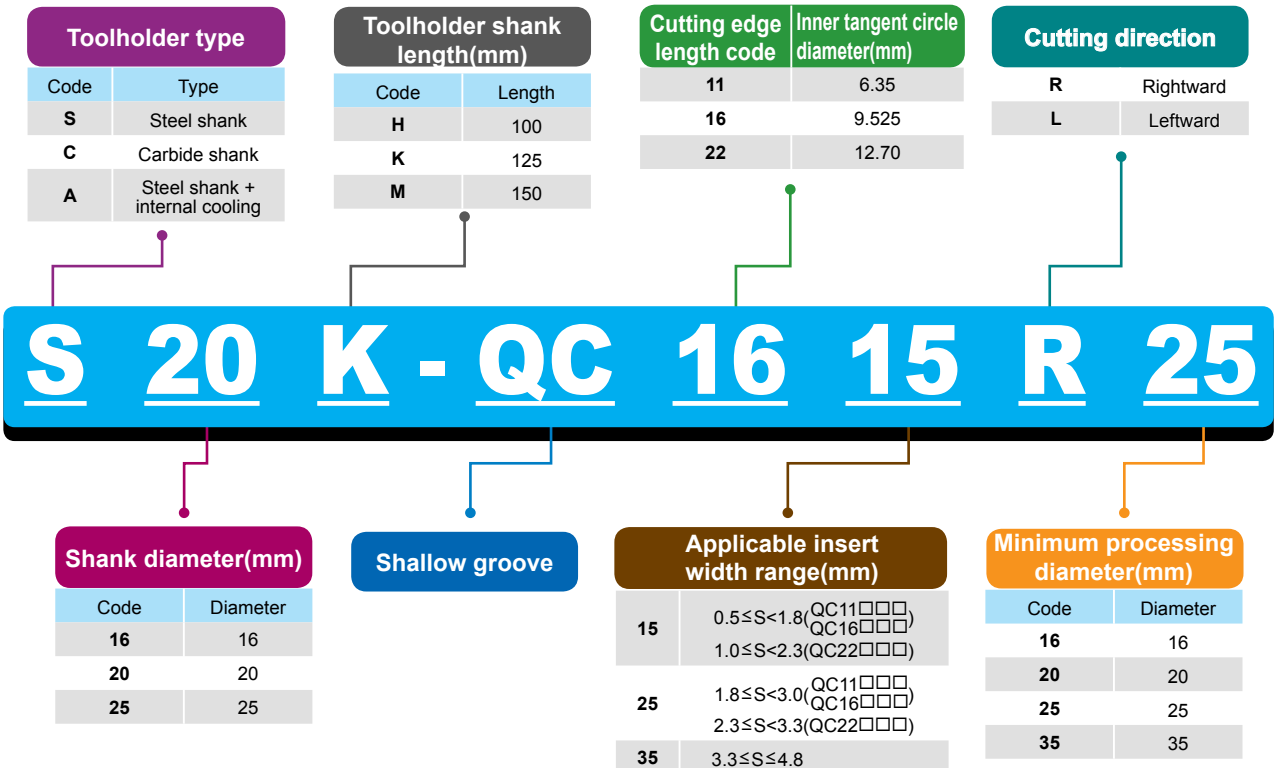 Toolholder type
Code Type
S Steel shank
C Carbide shank
A Steel shank +
internal cooling
Toolholder shank
length(mm)
Code Length
H 100
K 125
M 150
Cutting edge
length code
Inner tangent circle
diameter(mm)
11 6.35
16 9.525
22 12.70
Cutting direction
R Rightward
L Leftward
S 20 K - QC 16 15 R 25
Shank diameter(mm)
Code Diameter
16 16
20 20
25 25
Shallow groove
Applicable insert
width range(mm)
15 0.5≤S<1.8(QC11□□□
QC16□□□)
1.0≤S<2.3(QC22□□□)
25 1.8≤S<3.0(QC11□□□
QC16□□□)
2.3≤S<3.3(QC22□□□)
35 3.3≤S≤4.8
Minimum processing
diameter(mm)
Code Diameter
16 16
20 20
25 25
35 35